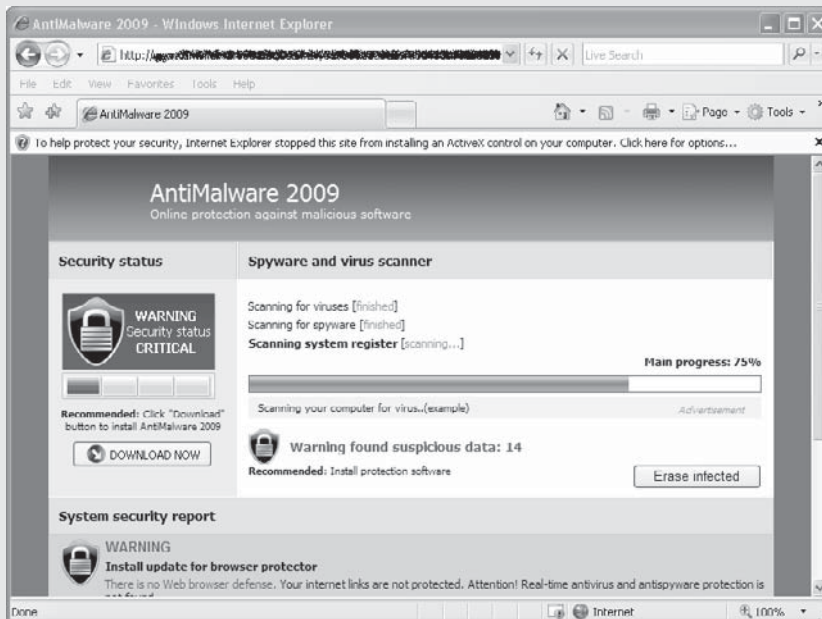 AntiMalware 2009 - Windows Internet Explorer
http://
Live Search
File Edit View Favorites Tools Help
AntiMalware 2009
Page Tools
To help protect your security, Internet Explorer stopped this site from installing an ActiveX control on your computer. Click here for options...
AntiMalware 2009
Online protection against malicious software
Security status
WARNING
Security status
CRITICAL
Recommended: Click "Download"
button to install AntiMalware 2009
DOWNLOAD NOW
Spyware and virus scanner
Scanning for viruses [finished]
Scanning for spyware [finished]
Scanning system register [scanning...]
Main progress: 75%
Scanning your computer for virus..(example)
Advertisement
Warning found suspicious data: 14
Recommended: Install protection software
Erase infected
System security report
WARNING
Install update for browser protector
There is no Web browser defense. Your internet links are not protected. Attention! Real-time antivirus and antispyware protection is
not found
Done
Internet
100%